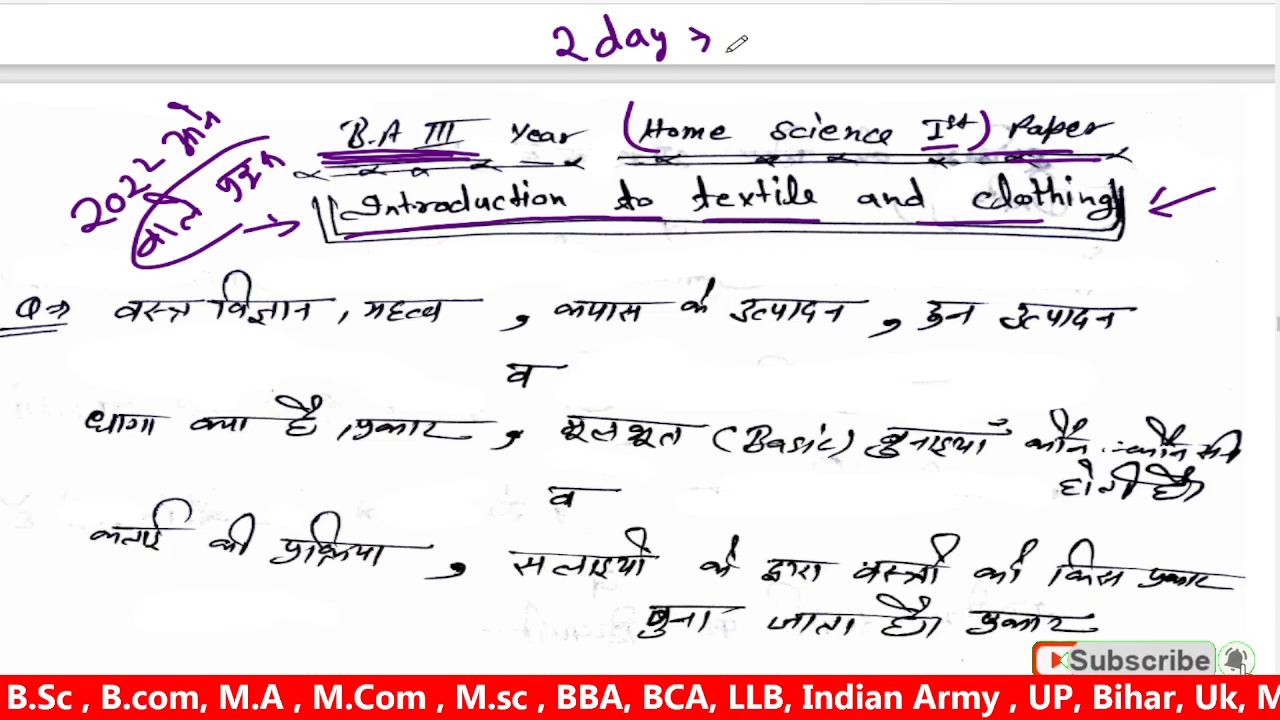 2 day →
B.A III Year (Home Science Ist) Paper
2022 में आने वाले प्रश्न
Introduction to textile and clothing
Q⇒ वस्त्र विज्ञान, महत्व , कपास के उत्पादन , ऊन उत्पादन
व
धागा क्या है, प्रकार , मूलभूत (Basic) बुनाइयाँ कौन-कौन सी
होती है।
व
कताई की प्रक्रिया , सलाइयो के द्वारा वस्त्रो को किस प्रकार
बुना जाता है। प्रकार
Subscribe
B.Sc , B.com, M.A , M.Com , M.sc , BBA, BCA, LLB, Indian Army , UP, Bihar, Uk, M